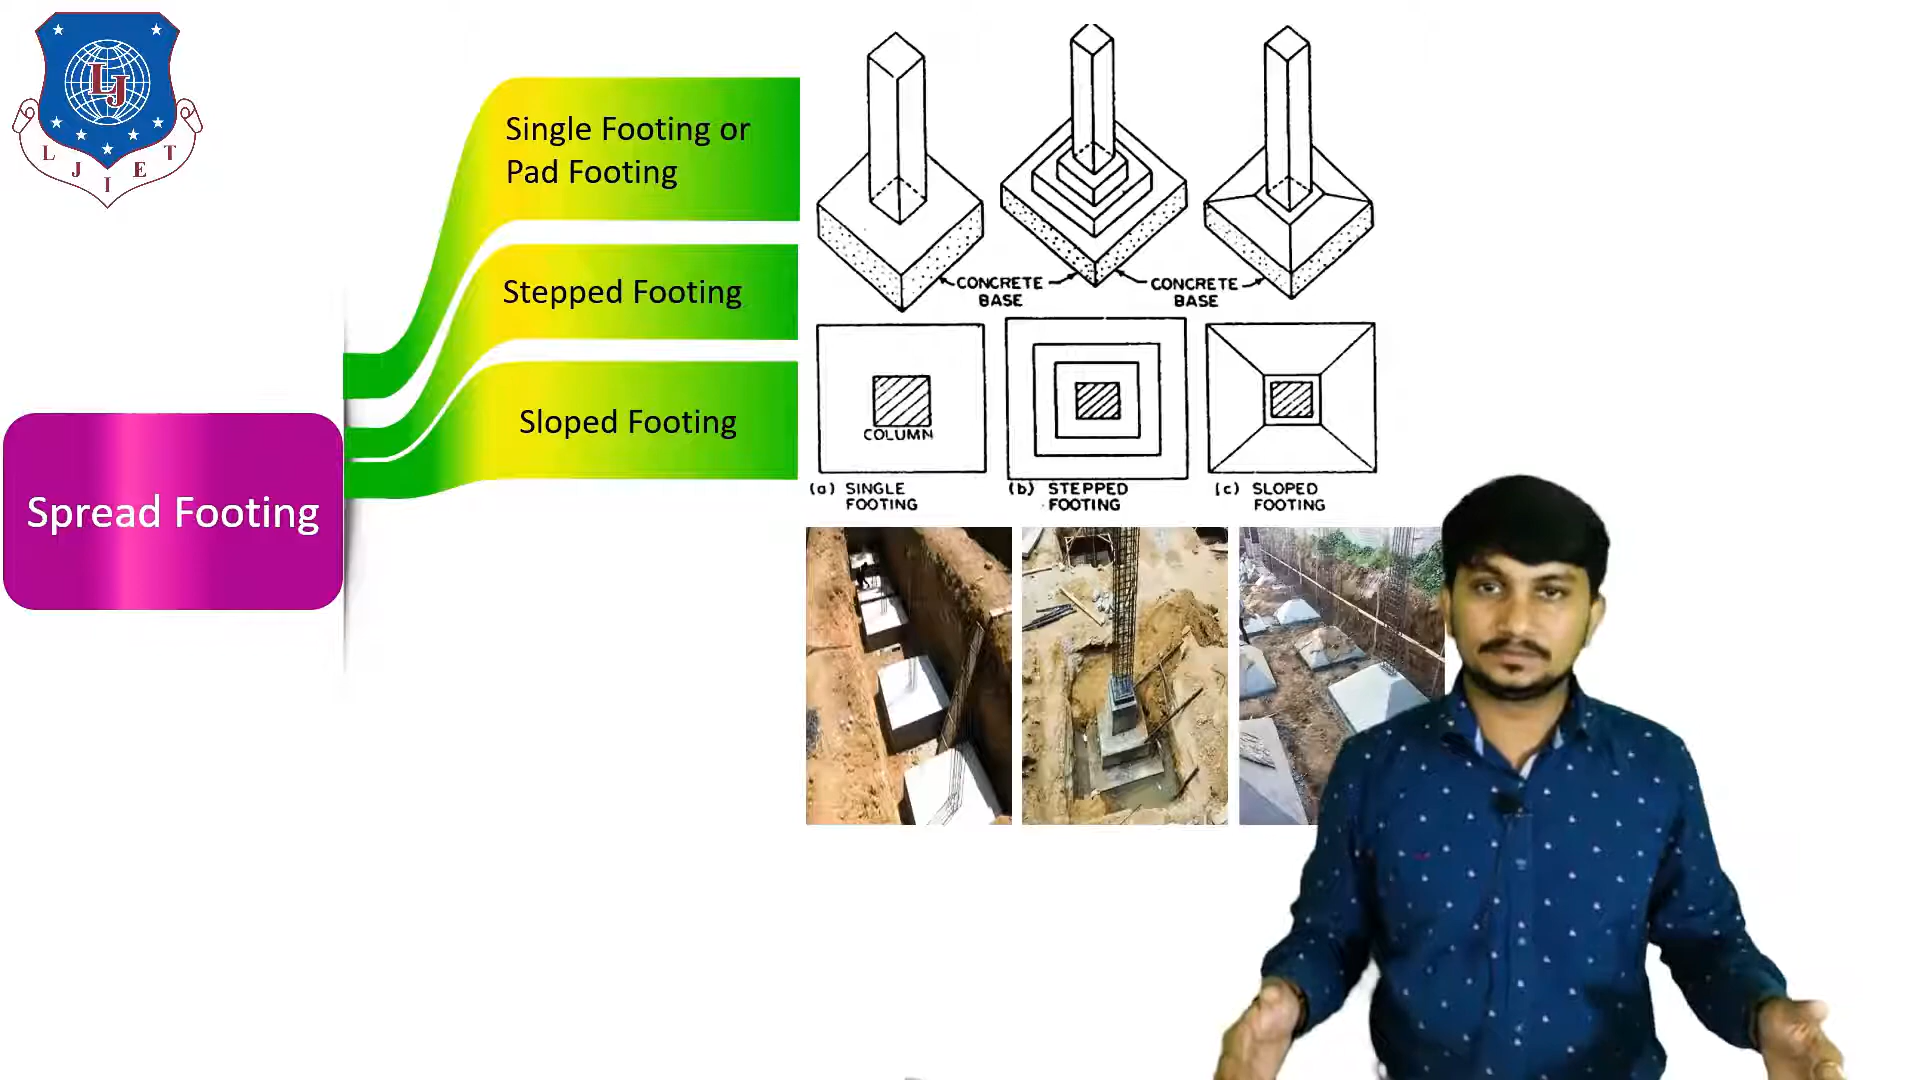 LJ
L J I E T
Single Footing or
Pad Footing
Stepped Footing
Sloped Footing
Spread Footing
CONCRETE
BASE
CONCRETE
BASE
COLUMN
(a) SINGLE
FOOTING
(b) STEPPED
FOOTING
(c) SLOPED
FOOTING